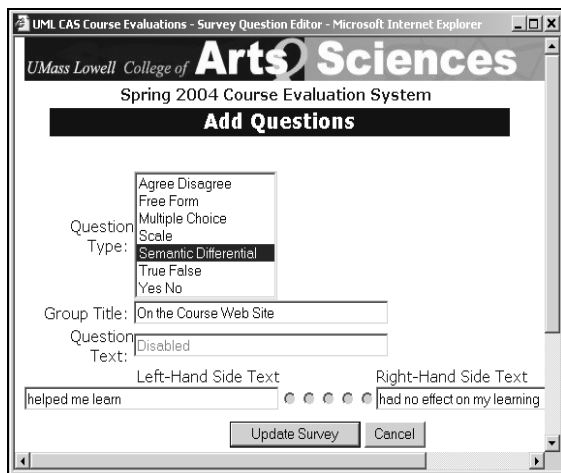 UML CAS Course Evaluations - Survey Question Editor - Microsoft Internet Explorer
UMass Lowell College of Arts & Sciences
Spring 2004 Course Evaluation System
Add Questions
Question Type:
Agree Disagree
Free Form
Multiple Choice
Scale
Semantic Differential
True False
Yes No
Group Title: On the Course Web Site
Question Text: Disabled
Left-Hand Side Text Right-Hand Side Text
helped me learn had no effect on my learning
Update Survey Cancel